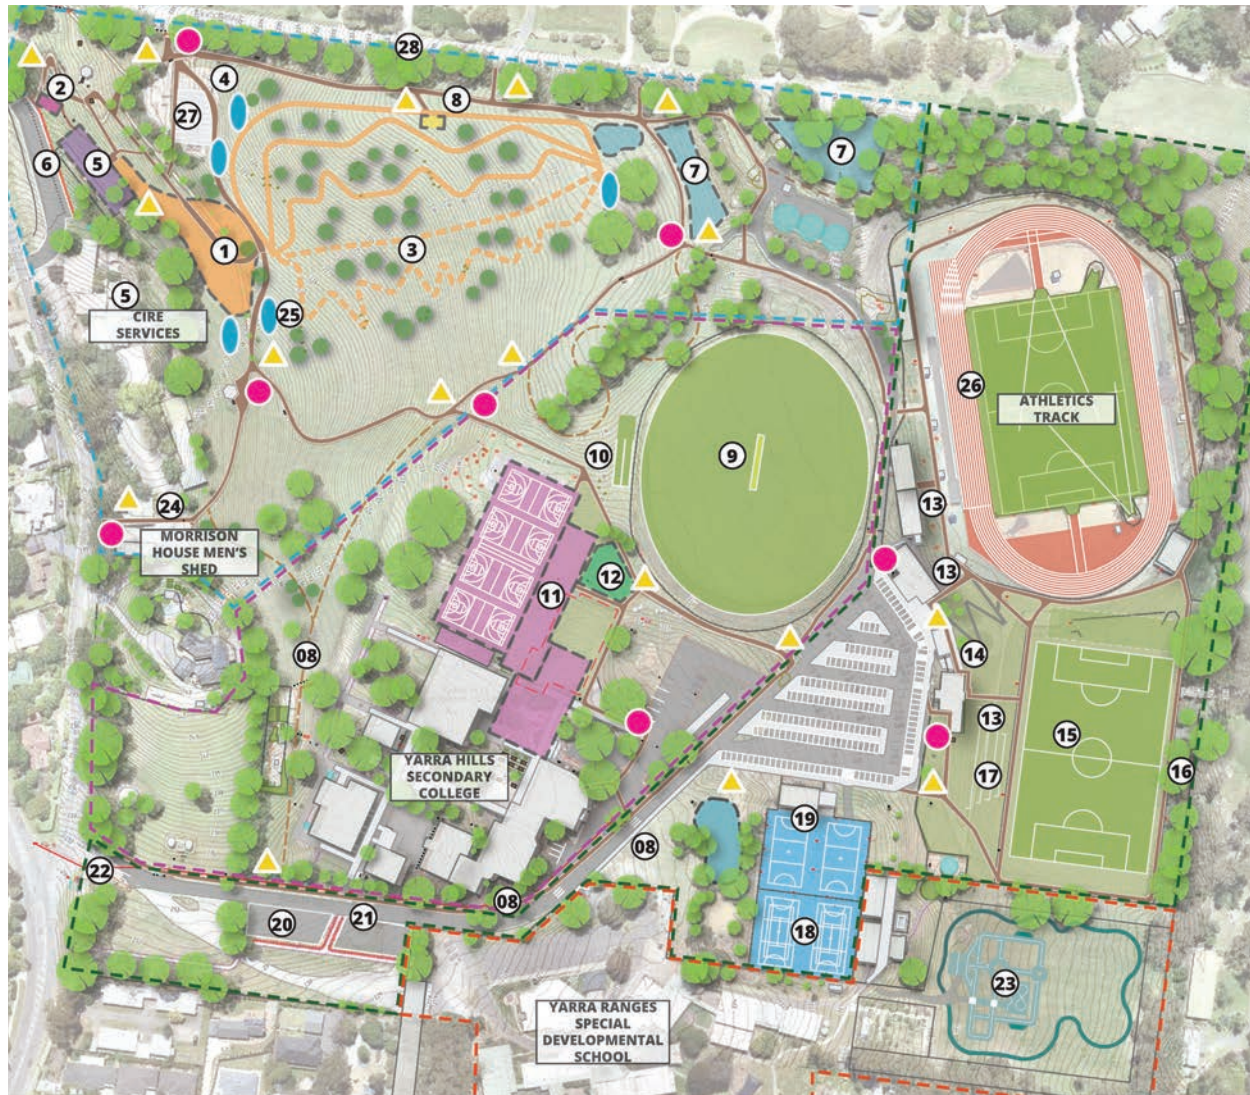 28
4
2
8
27
6
5
7
7
1
3
5
CIRE
SERVICES
25
26
ATHLETICS
TRACK
10
9
24
13
MORRISON
HOUSE MEN'S
SHED
11
12
13
08
14
13
15
YARRA HILLS
SECONDARY
COLLEGE
16
17
19
08
22
08
20
21
18
23
YARRA RANGES
SPECIAL
DEVELOPMENTAL
SCHOOL